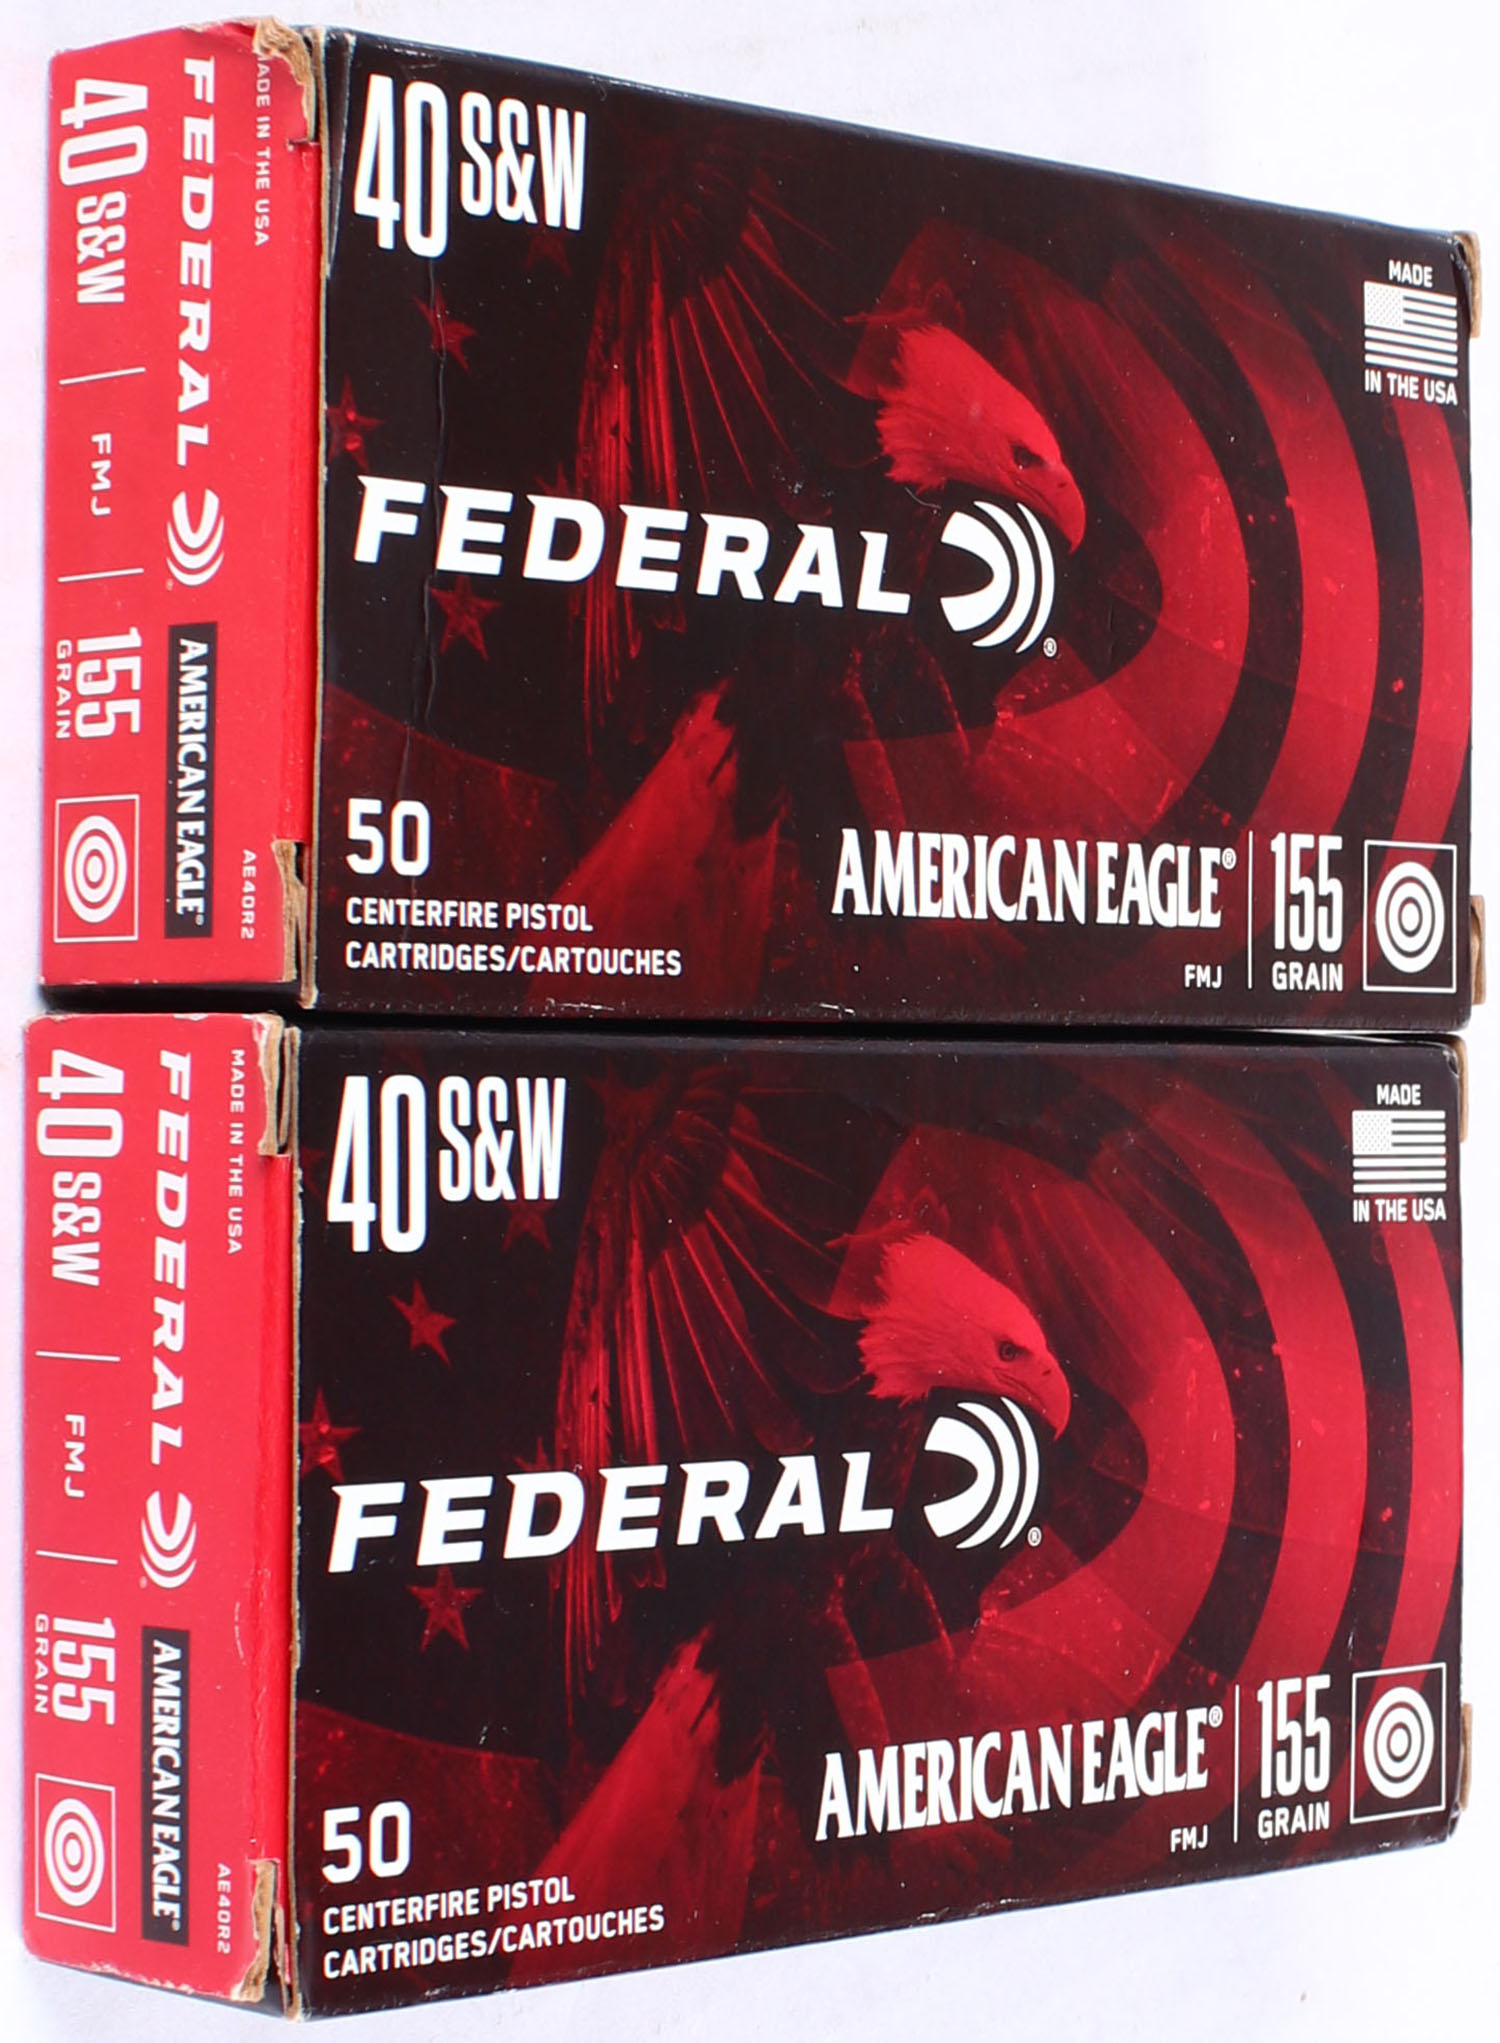 MADE IN THE USA
FEDERAL ®
AMERICAN EAGLE®
AE40R2
40 S&W | FMJ | 155 GRAIN
40 S&W
MADE
IN THE USA
FEDERAL ®
50
CENTERFIRE PISTOL
CARTRIDGES/CARTOUCHES
AMERICAN EAGLE®
FMJ
155
GRAIN
MADE IN THE USA
FEDERAL ®
AMERICAN EAGLE®
AE40R2
40 S&W | FMJ | 155 GRAIN
40 S&W
MADE
IN THE USA
FEDERAL ®
50
CENTERFIRE PISTOL
CARTRIDGES/CARTOUCHES
AMERICAN EAGLE®
FMJ
155
GRAIN